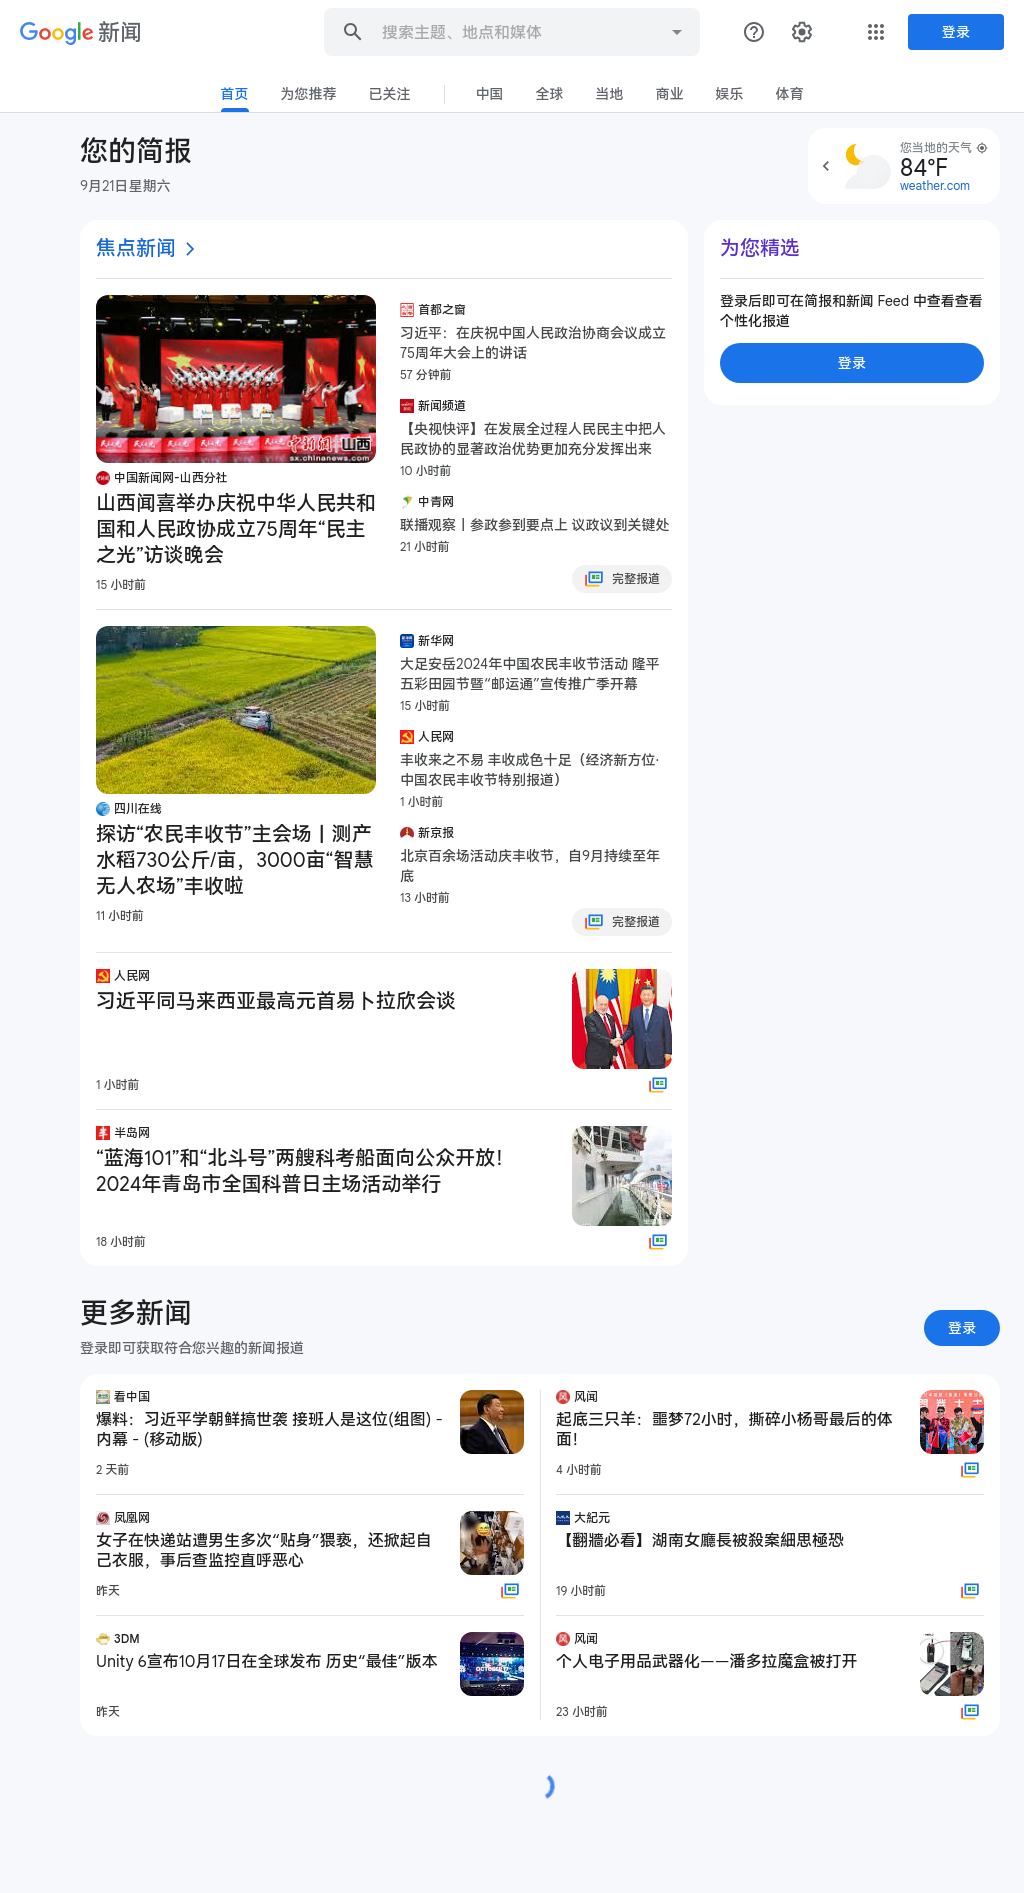 Google 新闻
搜索主题、地点和选项
登录
首页
为您推荐
已关注
中国
全球
当地
商业
娱乐
体育
您的简报
9月21日星期六
您当地的天气
84°F
weather.com
焦点新闻
中新网
山西
sx.chinanews.com
中国新闻网-山西分社
山西闻喜举办庆祝中华人民共和
国和人民政协成立75周年“民主
之光”访谈晚会
15 小时前
首都之窗
习近平：在庆祝中国人民政治协商会议成立
75周年大会上的讲话
57 分钟前
新闻频道
【央视快评】在发展全过程人民民主中把人
民政协的显著政治优势更加充分发挥出来
10 小时前
中青网
联播观察丨参政参到要点上 议政议到关键处
21 小时前
完整报道
四川在线
探访“农民丰收节”主会场丨测产
水稻730公斤/亩，3000亩“智慧
无人农场”丰收啦
11 小时前
新华网
大足安岳2024年中国农民丰收节活动 隆平
五彩田园节暨“邮运通”宣传推广季开幕
15 小时前
人民网
丰收来之不易 丰收成色十足（经济新方位·
中国农民丰收节特别报道）
1 小时前
新京报
北京百余场活动庆丰收节，自9月持续至年
底
13 小时前
完整报道
人民网
习近平同马来西亚最高元首易卜拉欣会谈
1 小时前
半岛网
“蓝海101”和“北斗号”两艘科考船面向公众开放！
2024年青岛市全国科普日主场活动举行
18 小时前
为您精选
登录后即可在简报和新闻 Feed 中查看查看
个性化报道
登录
更多新闻
登录即可获取符合您兴趣的新闻报道
登录
看中国
爆料：习近平学朝鲜搞世袭 接班人是这位(组图) -
内幕 - (移动版)
2 天前
风闻
起底三只羊：噩梦72小时，撕碎小杨哥最后的体
面！
4 小时前
凤凰网
女子在快递站遭男生多次“贴身”猥亵，还掀起自
己衣服，事后查监控直呼恶心
昨天
大紀元
【翻牆必看】湖南女廳長被殺案細思極恐
19 小时前
3DM
Unity 6宣布10月17日在全球发布 历史“最佳”版本
昨天
风闻
个人电子用品武器化——潘多拉魔盒被打开
23 小时前